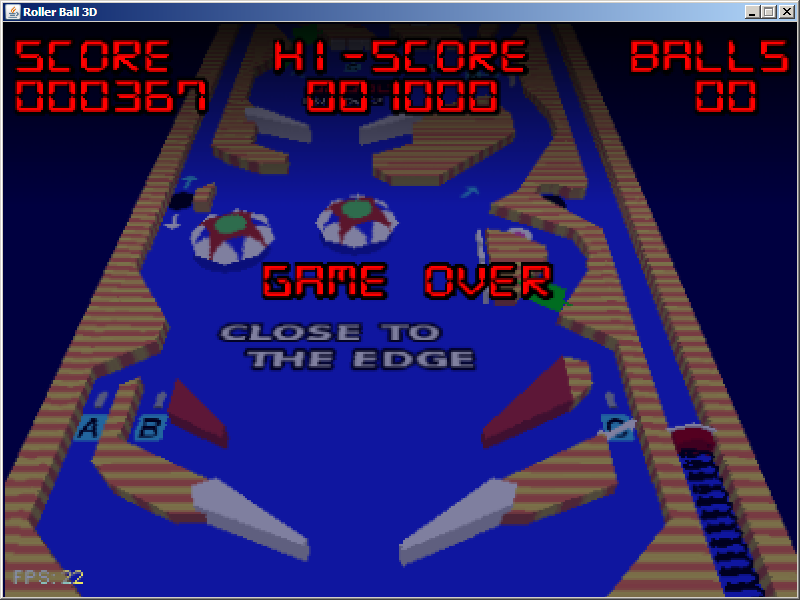 Roller Ball 3D
SCORE HI-SCORE BALLS
000367 001000 00
GAME OVER
CLOSE TO
THE EDGE
A B C
FPS: 22